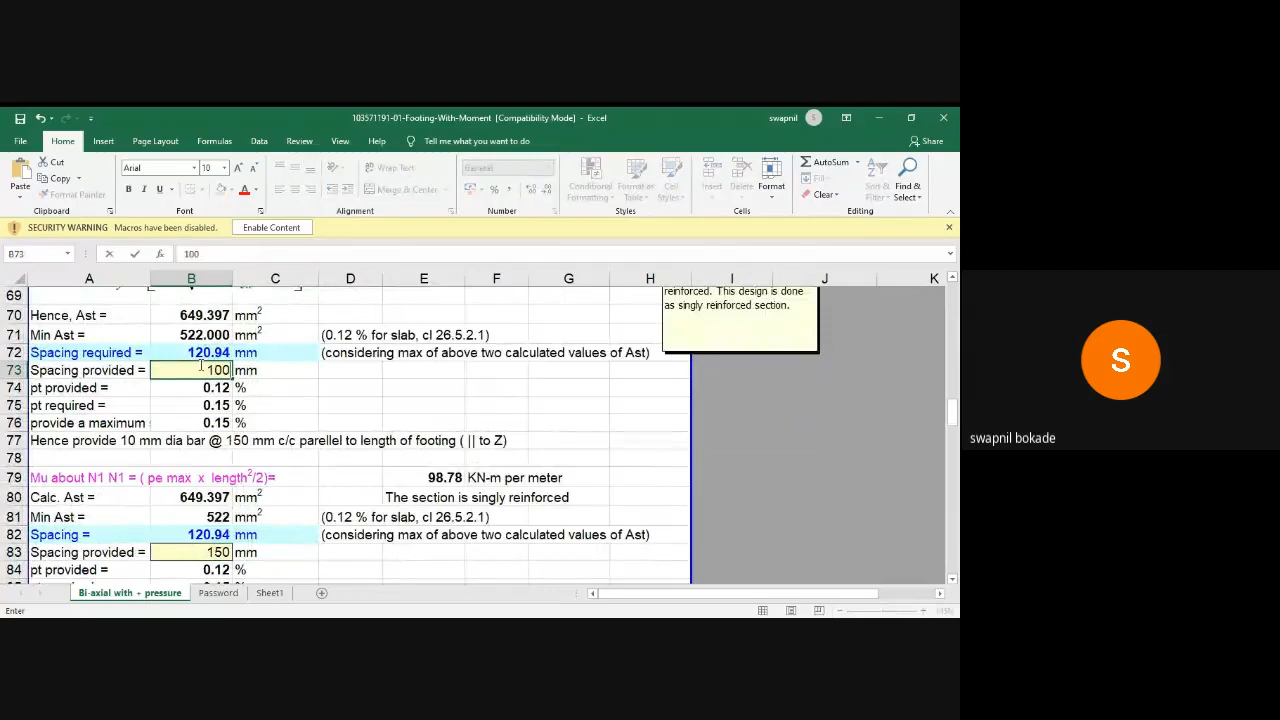 103571191-01-Footing-With-Moment [Compatibility Mode] - Excel
swapnil S
File Home Insert Page Layout Formulas Data Review View Help Tell me what you want to do Share
Paste Cut Copy Format Painter
Arial 10 B I U
Wrap Text Merge & Center
General
Conditional Formatting Format as Table Cell Styles
Insert Delete Format
AutoSum Fill Clear Sort & Filter Find & Select
Clipboard Font Alignment Number Styles Cells Editing
SECURITY WARNING Macros have been disabled. Enable Content
B73 fx 100
A B C D E F G H I J K
69
reinforced. This design is done
as singly reinforced section.
70 Hence, Ast = 649.397 mm2
71 Min Ast = 522.000 mm2 (0.12 % for slab, cl 26.5.2.1)
72 Spacing required = 120.94 mm (considering max of above two calculated values of Ast)
73 Spacing provided = 100 mm
74 pt provided = 0.12 %
75 pt required = 0.15 %
76 provide a maximum 0.15 %
77 Hence provide 10 mm dia bar @ 150 mm c/c parellel to length of footing ( || to Z)
78
79 Mu about N1 N1 = ( pe max x length2/2)= 98.78 KN-m per meter
80 Calc. Ast = 649.397 mm2 The section is singly reinforced
81 Min Ast = 522 mm2 (0.12 % for slab, cl 26.5.2.1)
82 Spacing = 120.94 mm (considering max of above two calculated values of Ast)
83 Spacing provided = 150 mm
84 pt provided = 0.12 %
Bi-axial with + pressure Password Sheet1
Enter
S
swapnil bokade